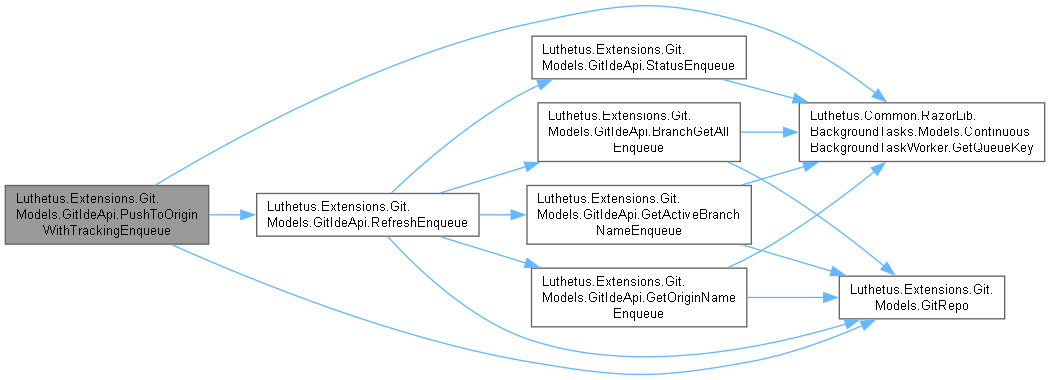 Luthetus.Extensions.Git.
Models.GitIdeApi.PushToOrigin
WithTrackingEnqueue
Luthetus.Extensions.Git.
Models.GitIdeApi.RefreshEnqueue
Luthetus.Extensions.Git.
Models.GitIdeApi.StatusEnqueue
Luthetus.Extensions.Git.
Models.GitIdeApi.BranchGetAll
Enqueue
Luthetus.Extensions.Git.
Models.GitIdeApi.GetActiveBranch
NameEnqueue
Luthetus.Extensions.Git.
Models.GitIdeApi.GetOriginName
Enqueue
Luthetus.Common.RazorLib.
BackgroundTasks.Models.Continuous
BackgroundTaskWorker.GetQueueKey
Luthetus.Extensions.Git.
Models.GitRepo